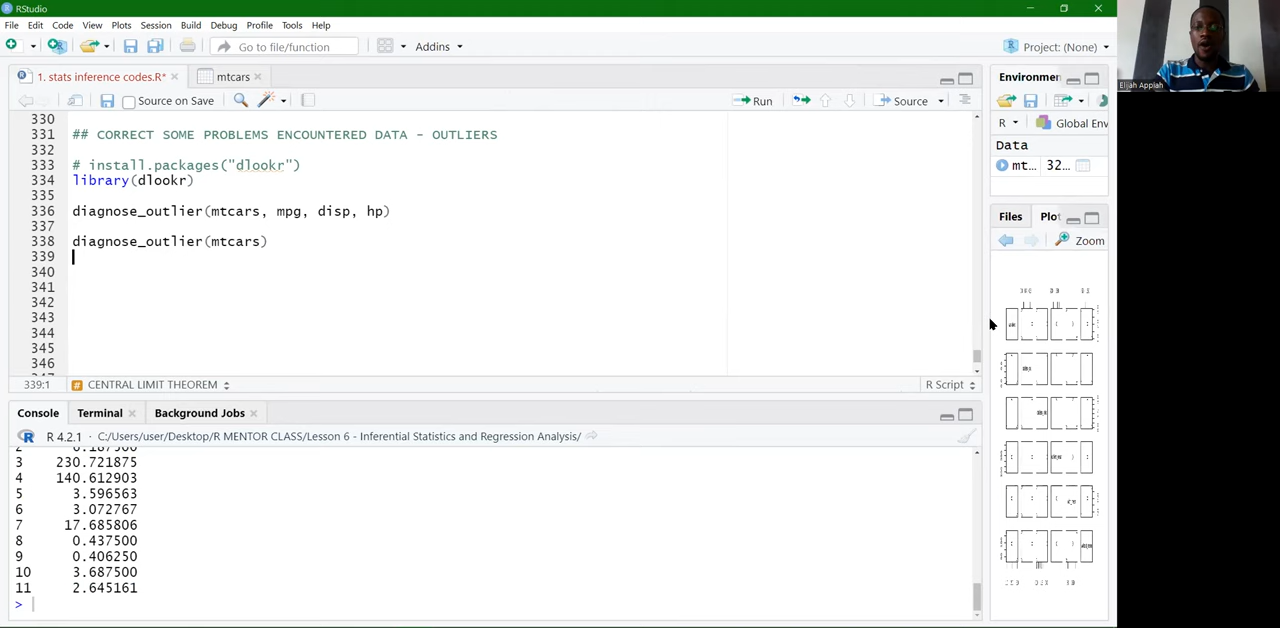 RStudio
File Edit Code View Plots Session Build Debug Profile Tools Help
Go to file/function Addins Project: (None)
1. stats inference codes.R* mtcars
Source on Save Run Source
330
331 ## CORRECT SOME PROBLEMS ENCOUNTERED DATA - OUTLIERS
332
333 # install.packages("dlookr")
334 library(dlookr)
335
336 diagnose_outlier(mtcars, mpg, disp, hp)
337
338 diagnose_outlier(mtcars)
339
340
341
342
343
344
345
346
339:1 CENTRAL LIMIT THEOREM R Script
Console Terminal Background Jobs
R 4.2.1 · C:/Users/user/Desktop/R MENTOR CLASS/Lesson 6 - Inferential Statistics and Regression Analysis/
2 0.187500
3 230.721875
4 140.612903
5 3.596563
6 3.072767
7 17.685806
8 0.437500
9 0.406250
10 3.687500
11 2.645161
>
Environmen
R Global Env
Data
mt... 32...
Files Plot
Zoom
Elijah Appiah